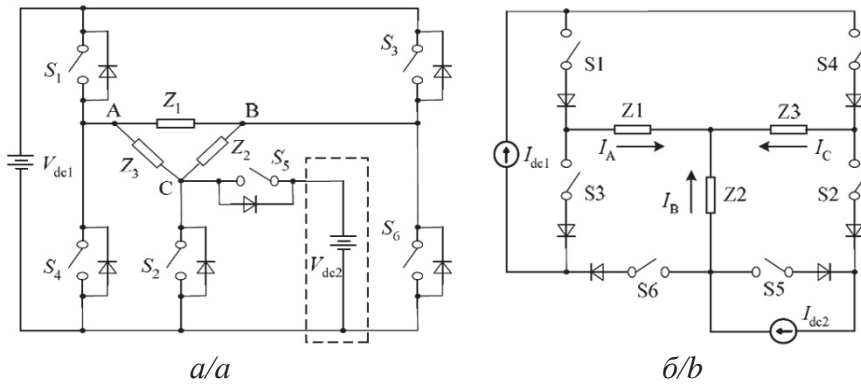 S3
S1
Z1
A
B
Z3
Z2
S5
C
Vdc1
S6
S4
S2
Vdc2
a/a
S1
S4
Z1
Z3
IA
IC
Idc1
S3
S2
IB
Z2
S6
S5
Idc2
б/b